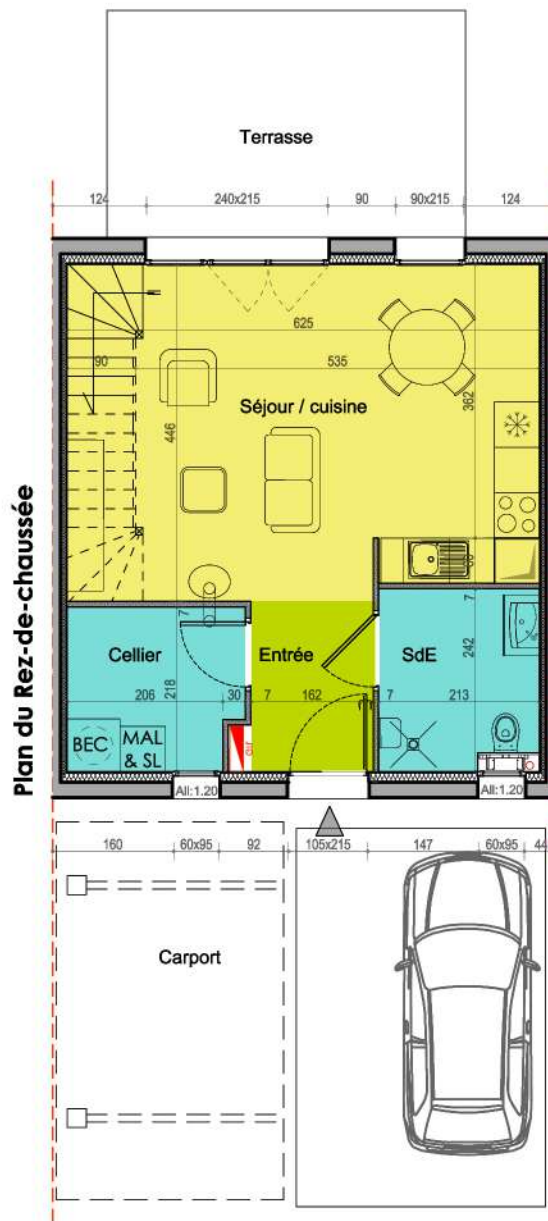 Plan du Rez-de-chaussée
Terrasse
124 240x215 90 90x215 124
625
90 535
Séjour / cuisine
446
362
60
7 7
Cellier Entrée SdE
242
218
206 30 7 162 7 213
BEC MAL
& SL
All:1.20 All:1.20
160 60x95 92 105x215 147 60x95 44
Carport